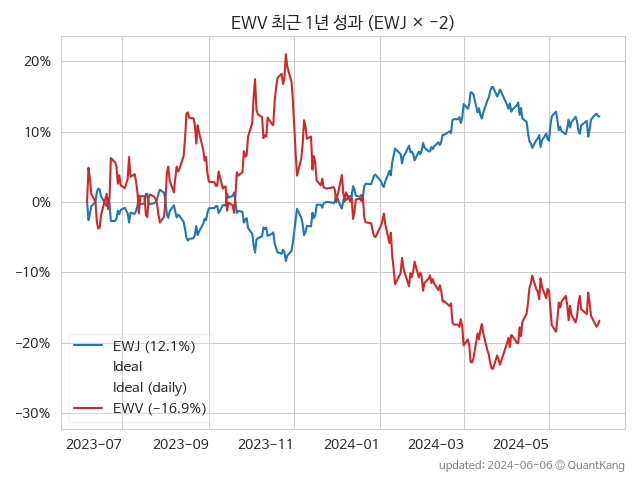 EWV 최근 1년 성과 (EWJ × −2)
20%
10%
0%
−10%
−20%
−30%
EWJ (12.1%)
Ideal
Ideal (daily)
EWV (−16.9%)
2023-07 2023-09 2023-11 2024-01 2024-03 2024-05
updated: 2024-06-06 © QuantKang